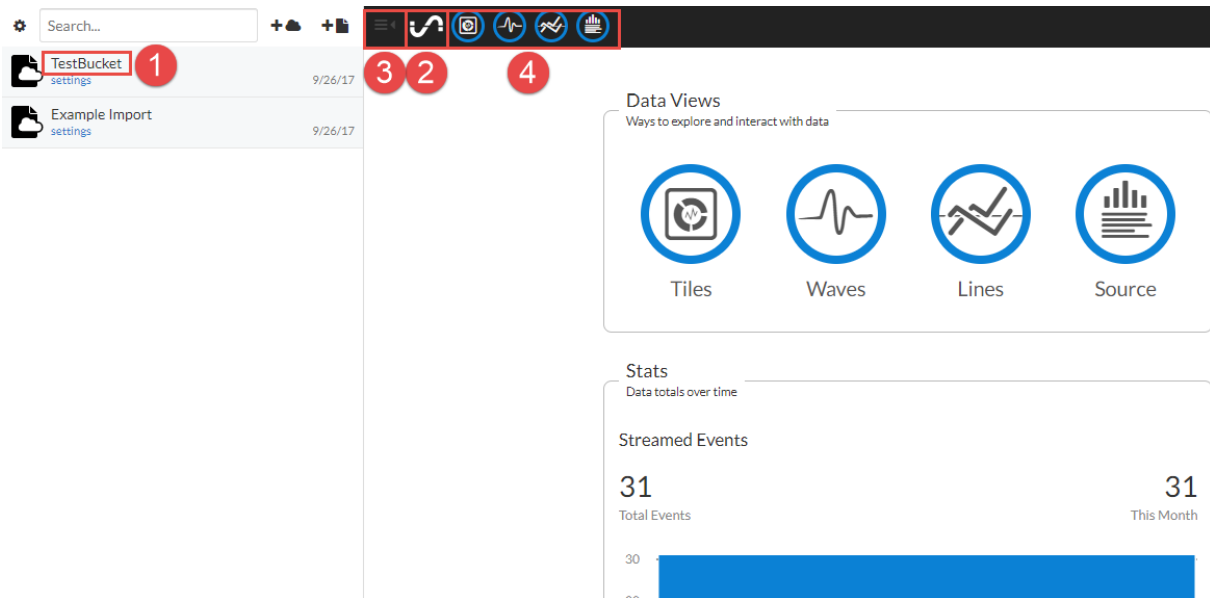 Search...
TestBucket
settings
9/26/17
Example Import
settings
9/26/17
1
3
2
4
Data Views
Ways to explore and interact with data
Tiles
Waves
Lines
Source
Stats
Data totals over time
Streamed Events
31
31
Total Events
This Month
30